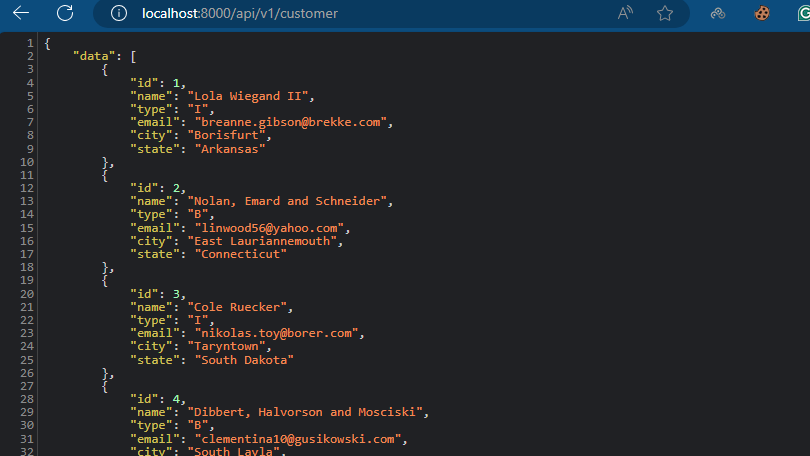 localhost:8000/api/v1/customer
1 {
2 "data": [
3 {
4 "id": 1,
5 "name": "Lola Wiegand II",
6 "type": "I",
7 "email": "breanne.gibson@brekke.com",
8 "city": "Borisfurt",
9 "state": "Arkansas"
10 },
11 {
12 "id": 2,
13 "name": "Nolan, Emard and Schneider",
14 "type": "B",
15 "email": "linwood56@yahoo.com",
16 "city": "East Lauriannemouth",
17 "state": "Connecticut"
18 },
19 {
20 "id": 3,
21 "name": "Cole Ruecker",
22 "type": "I",
23 "email": "nikolas.toy@borer.com",
24 "city": "Taryntown",
25 "state": "South Dakota"
26 },
27 {
28 "id": 4,
29 "name": "Dibbert, Halvorson and Mosciski",
30 "type": "B",
31 "email": "clementina10@gusikowski.com",
32 "city": "South Layla",